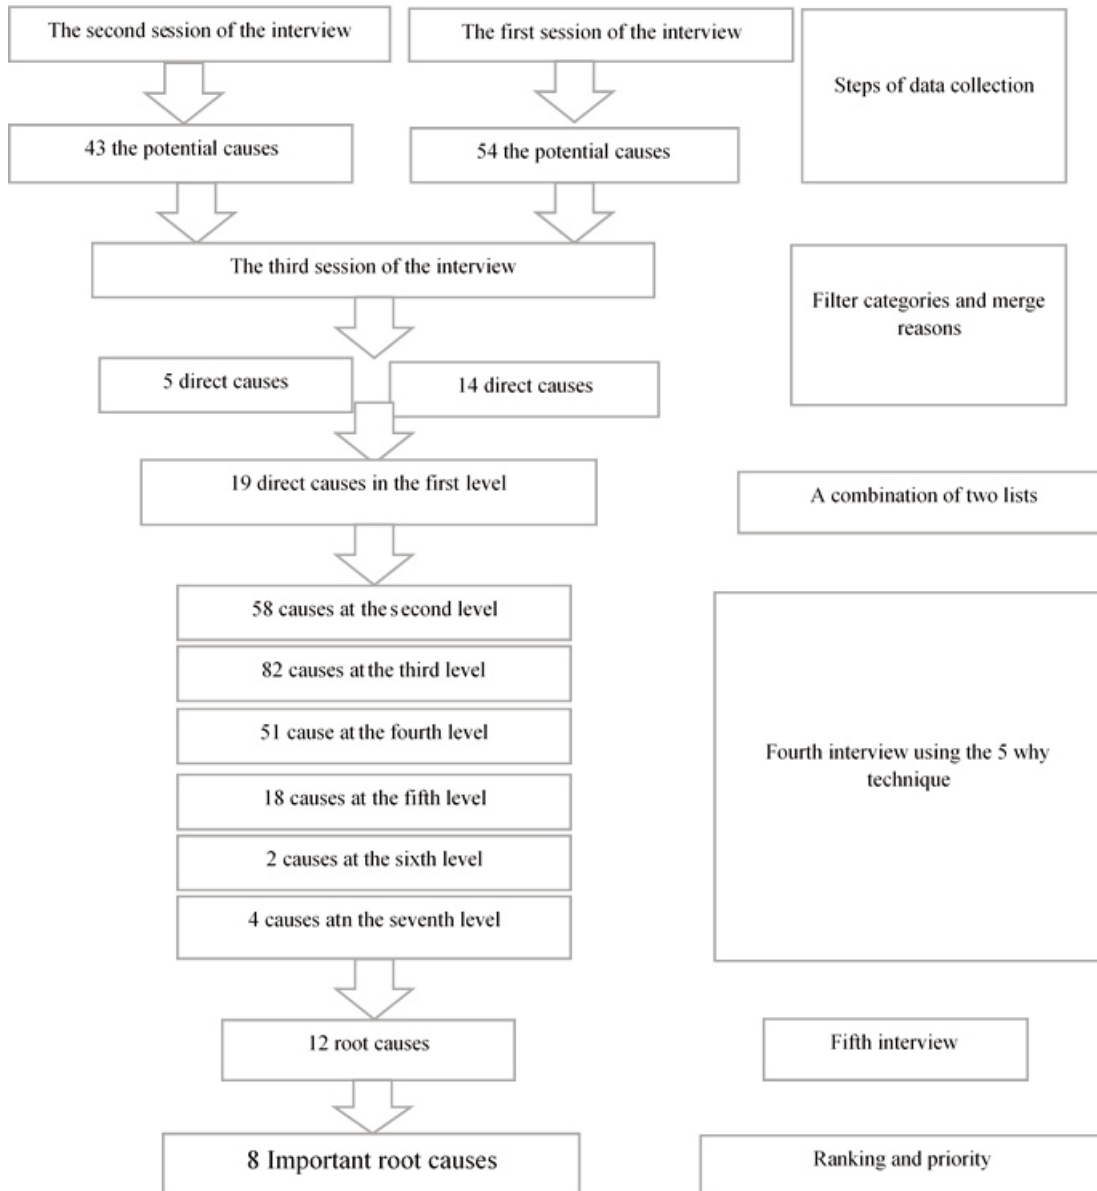 The second session of the interview
The first session of the interview
Steps of data collection
43 the potential causes
54 the potential causes
The third session of the interview
Filter categories and merge
reasons
5 direct causes
14 direct causes
19 direct causes in the first level
A combination of two lists
58 causes at the second level
82 causes at the third level
51 cause at the fourth level
18 causes at the fifth level
2 causes at the sixth level
4 causes atn the seventh level
Fourth interview using the 5 why
technique
12 root causes
Fifth interview
8 Important root causes
Ranking and priority